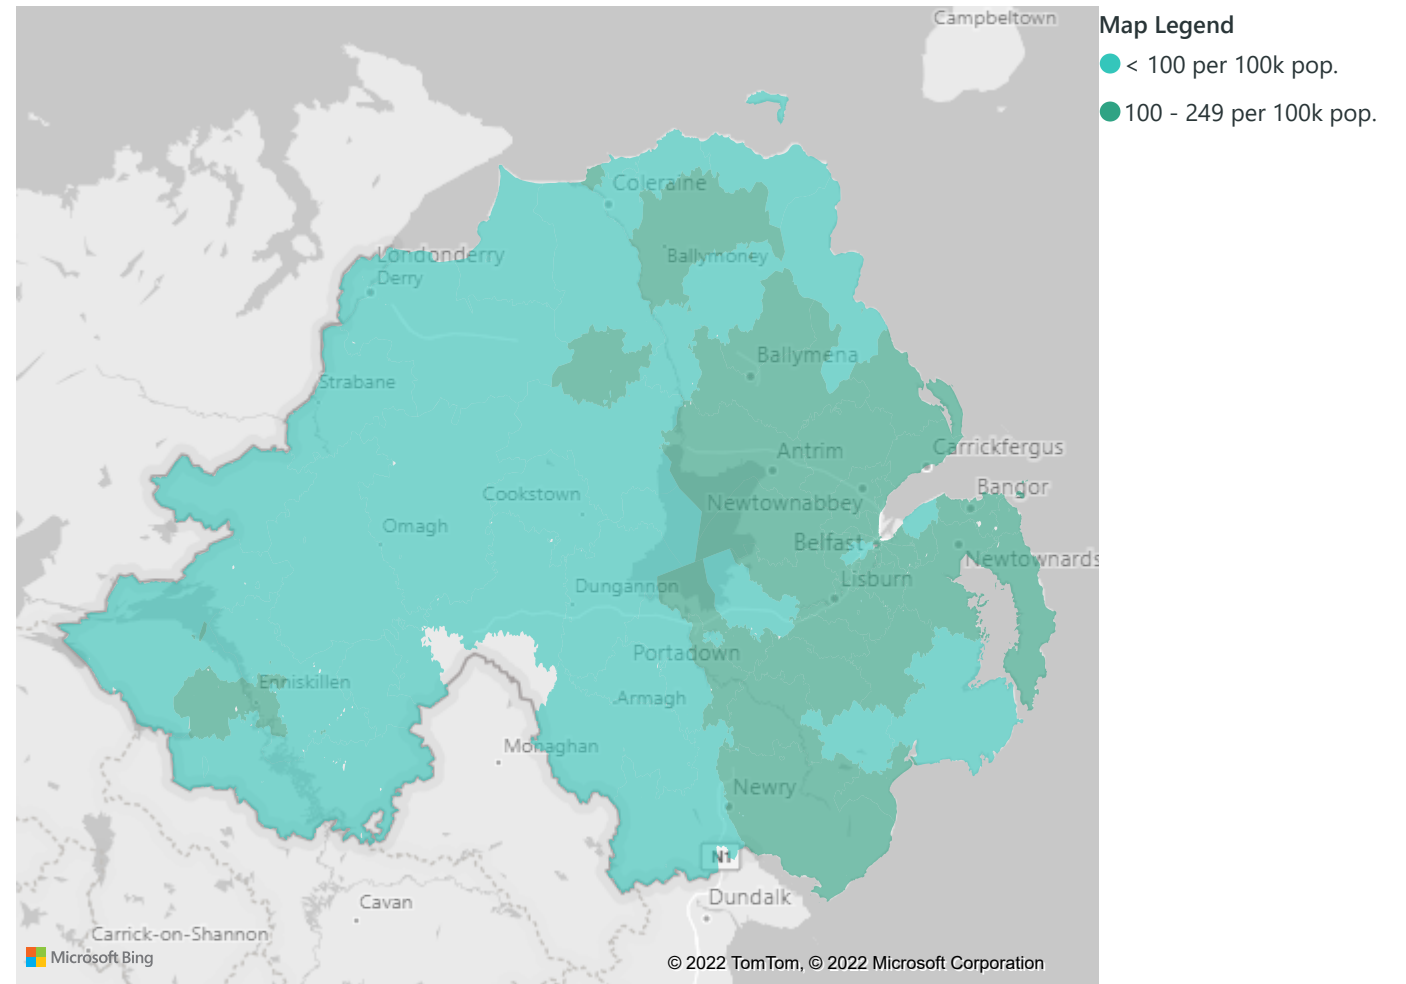 Campbeltown
Map Legend
< 100 per 100k pop.
100 - 249 per 100k pop.
Coleraine
Londonderry
Derry
Ballymoney
Ballymena
Strabane
Antrim
Carrickfergus
Bangor
Cookstown
Newtownabbey
Omagh
Belfast
Newtownards
Lisburn
Dungannon
Portadown
Enniskillen
Armagh
Monaghan
Newry
N1
Dundalk
Cavan
Carrick-on-Shannon
Microsoft Bing
© 2022 TomTom, © 2022 Microsoft Corporation